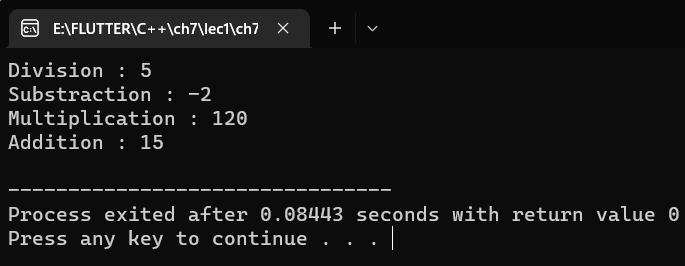 E:\FLUTTER\C++\ch7\lec1\ch7
Division : 5
Substraction : -2
Multiplication : 120
Addition : 15
--------------------------------
Process exited after 0.08443 seconds with return value 0
Press any key to continue . . .